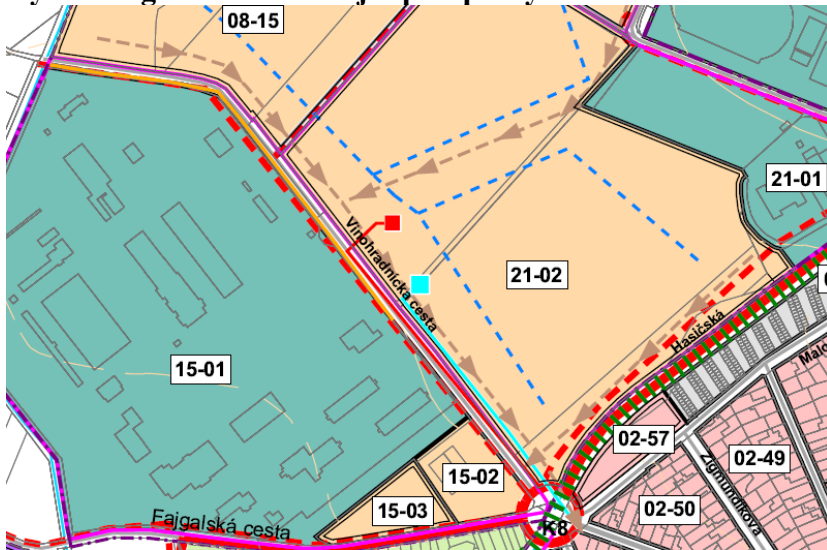 08-15
21-01
Vinohradnícka cesta
21-02
Hasičská
15-01
02-57
02-49
15-02
Zigmundíkova
02-50
15-03
Fajgalská cesta
K8